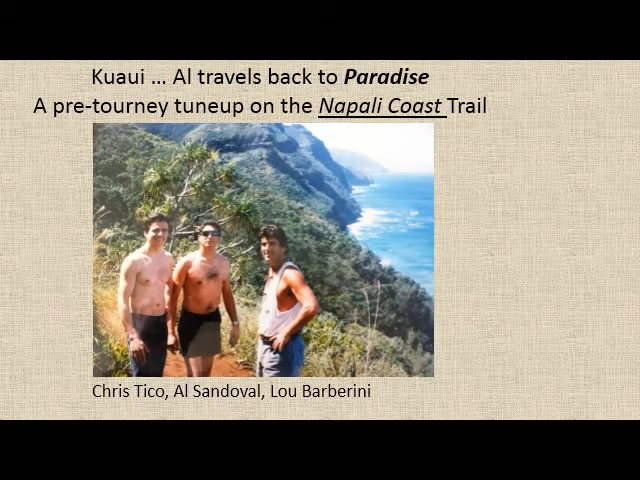 Kuaui ... Al travels back to Paradise
A pre-tourney tuneup on the Napali Coast Trail
Chris Tico, Al Sandoval, Lou Barberini